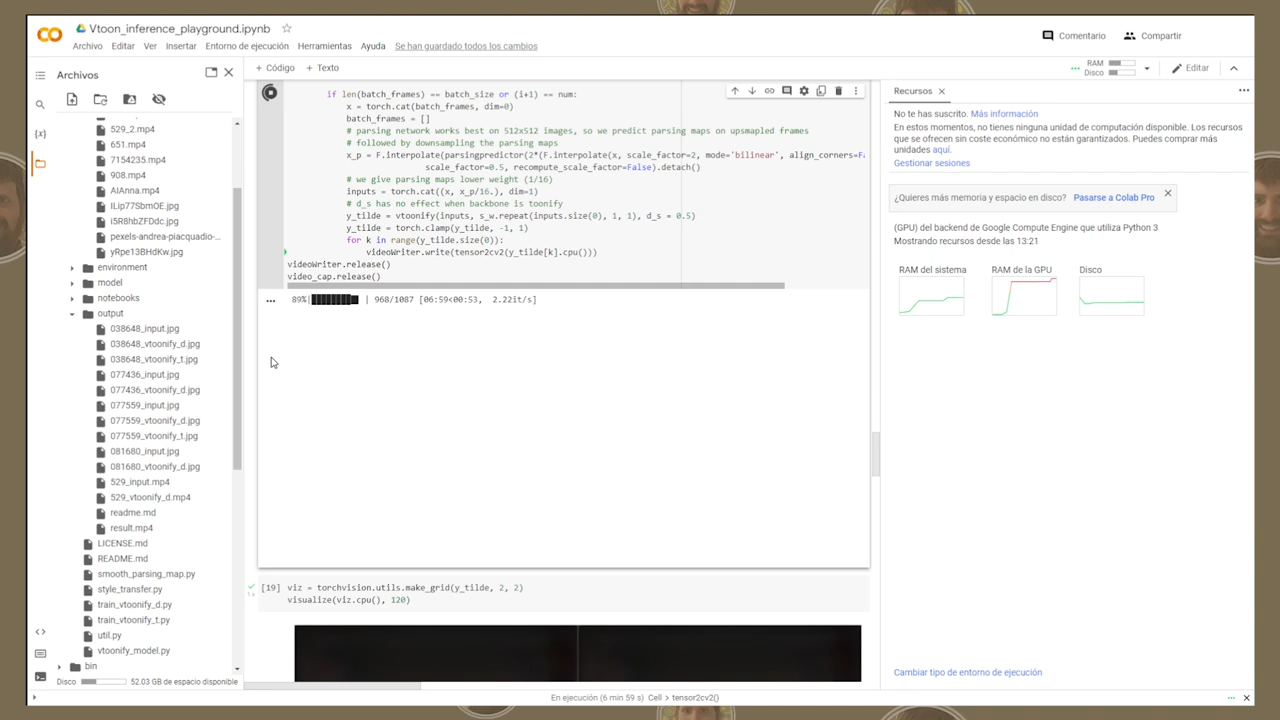 Vtoon_inference_playground.ipynb
Archivo Editar Ver Insertar Entorno de ejecución Herramientas Ayuda Se han guardado todos los cambios
Comentario Compartir
Archivos
+ Código + Texto
RAM
Disco
Editar
529_2.mp4
651.mp4
7154235.mp4
908.mp4
AIAnna.mp4
ILip77SbmOE.jpg
i5R8hbZFDdc.jpg
pexels-andrea-piacquadio-...
yRpe13BHdKw.jpg
environment
model
notebooks
output
038648_input.jpg
038648_vtoonify_d.jpg
038648_vtoonify_t.jpg
077436_input.jpg
077436_vtoonify_d.jpg
077559_input.jpg
077559_vtoonify_d.jpg
077559_vtoonify_t.jpg
081680_input.jpg
081680_vtoonify_d.jpg
529_input.mp4
529_vtoonify_d.mp4
readme.md
result.mp4
LICENSE.md
README.md
smooth_parsing_map.py
style_transfer.py
train_vtoonify_d.py
train_vtoonify_t.py
util.py
vtoonify_model.py
bin
Disco 52.03 GB de espacio disponible
if len(batch_frames) == batch_size or (i+1) == num:
x = torch.cat(batch_frames, dim=0)
batch_frames = []
# parsing network works best on 512x512 images, so we predict parsing maps on upsmapled frames
# followed by downsampling the parsing maps
x_p = F.interpolate(parsingpredictor(2*(F.interpolate(x, scale_factor=2, mode='bilinear', align_corners=Fa
scale_factor=0.5, recompute_scale_factor=False).detach()
# we give parsing maps lower weight (1/16)
inputs = torch.cat((x, x_p/16.), dim=1)
# d_s has no effect when backbone is toonify
y_tilde = vtoonify(inputs, s_w.repeat(inputs.size(0), 1, 1), d_s = 0.5)
y_tilde = torch.clamp(y_tilde, -1, 1)
for k in range(y_tilde.size(0)):
videoWriter.write(tensor2cv2(y_tilde[k].cpu()))
videoWriter.release()
video_cap.release()
89%| | 968/1087 [06:59<00:53, 2.22it/s]
[19] viz = torchvision.utils.make_grid(y_tilde, 2, 2)
visualize(viz.cpu(), 120)
Recursos
No te has suscrito. Más información
En estos momentos, no tienes ninguna unidad de computación disponible. Los recursos
que se ofrecen sin coste económico no están garantizados. Puedes comprar más
unidades aquí.
Gestionar sesiones
¿Quieres más memoria y espacio en disco? Pasarse a Colab Pro
(GPU) del backend de Google Compute Engine que utiliza Python 3
Mostrando recursos desde las 13:21
RAM del sistema RAM de la GPU Disco
Cambiar tipo de entorno de ejecución
En ejecución (6 min 59 s) Cell > tensor2cv2()